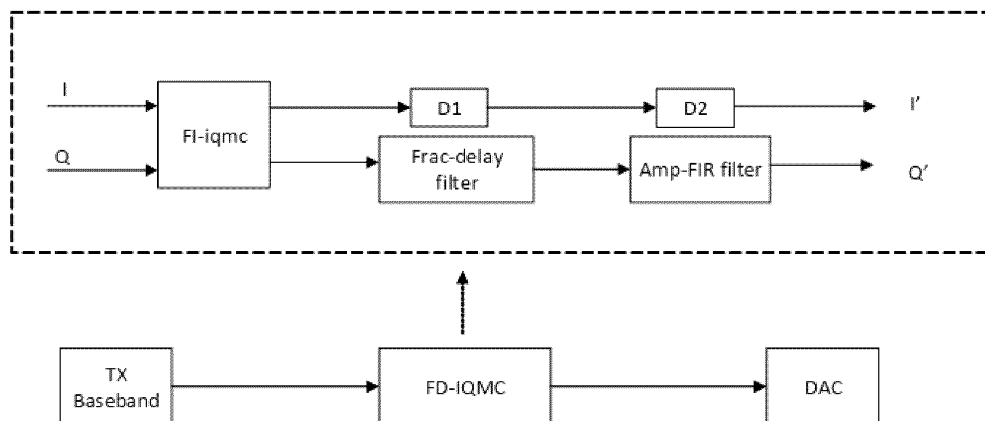 I
Q
FI-iqmc
D1
D2
I'
Frac-delay
filter
Amp-FIR filter
Q'
TX
Baseband
FD-IQMC
DAC